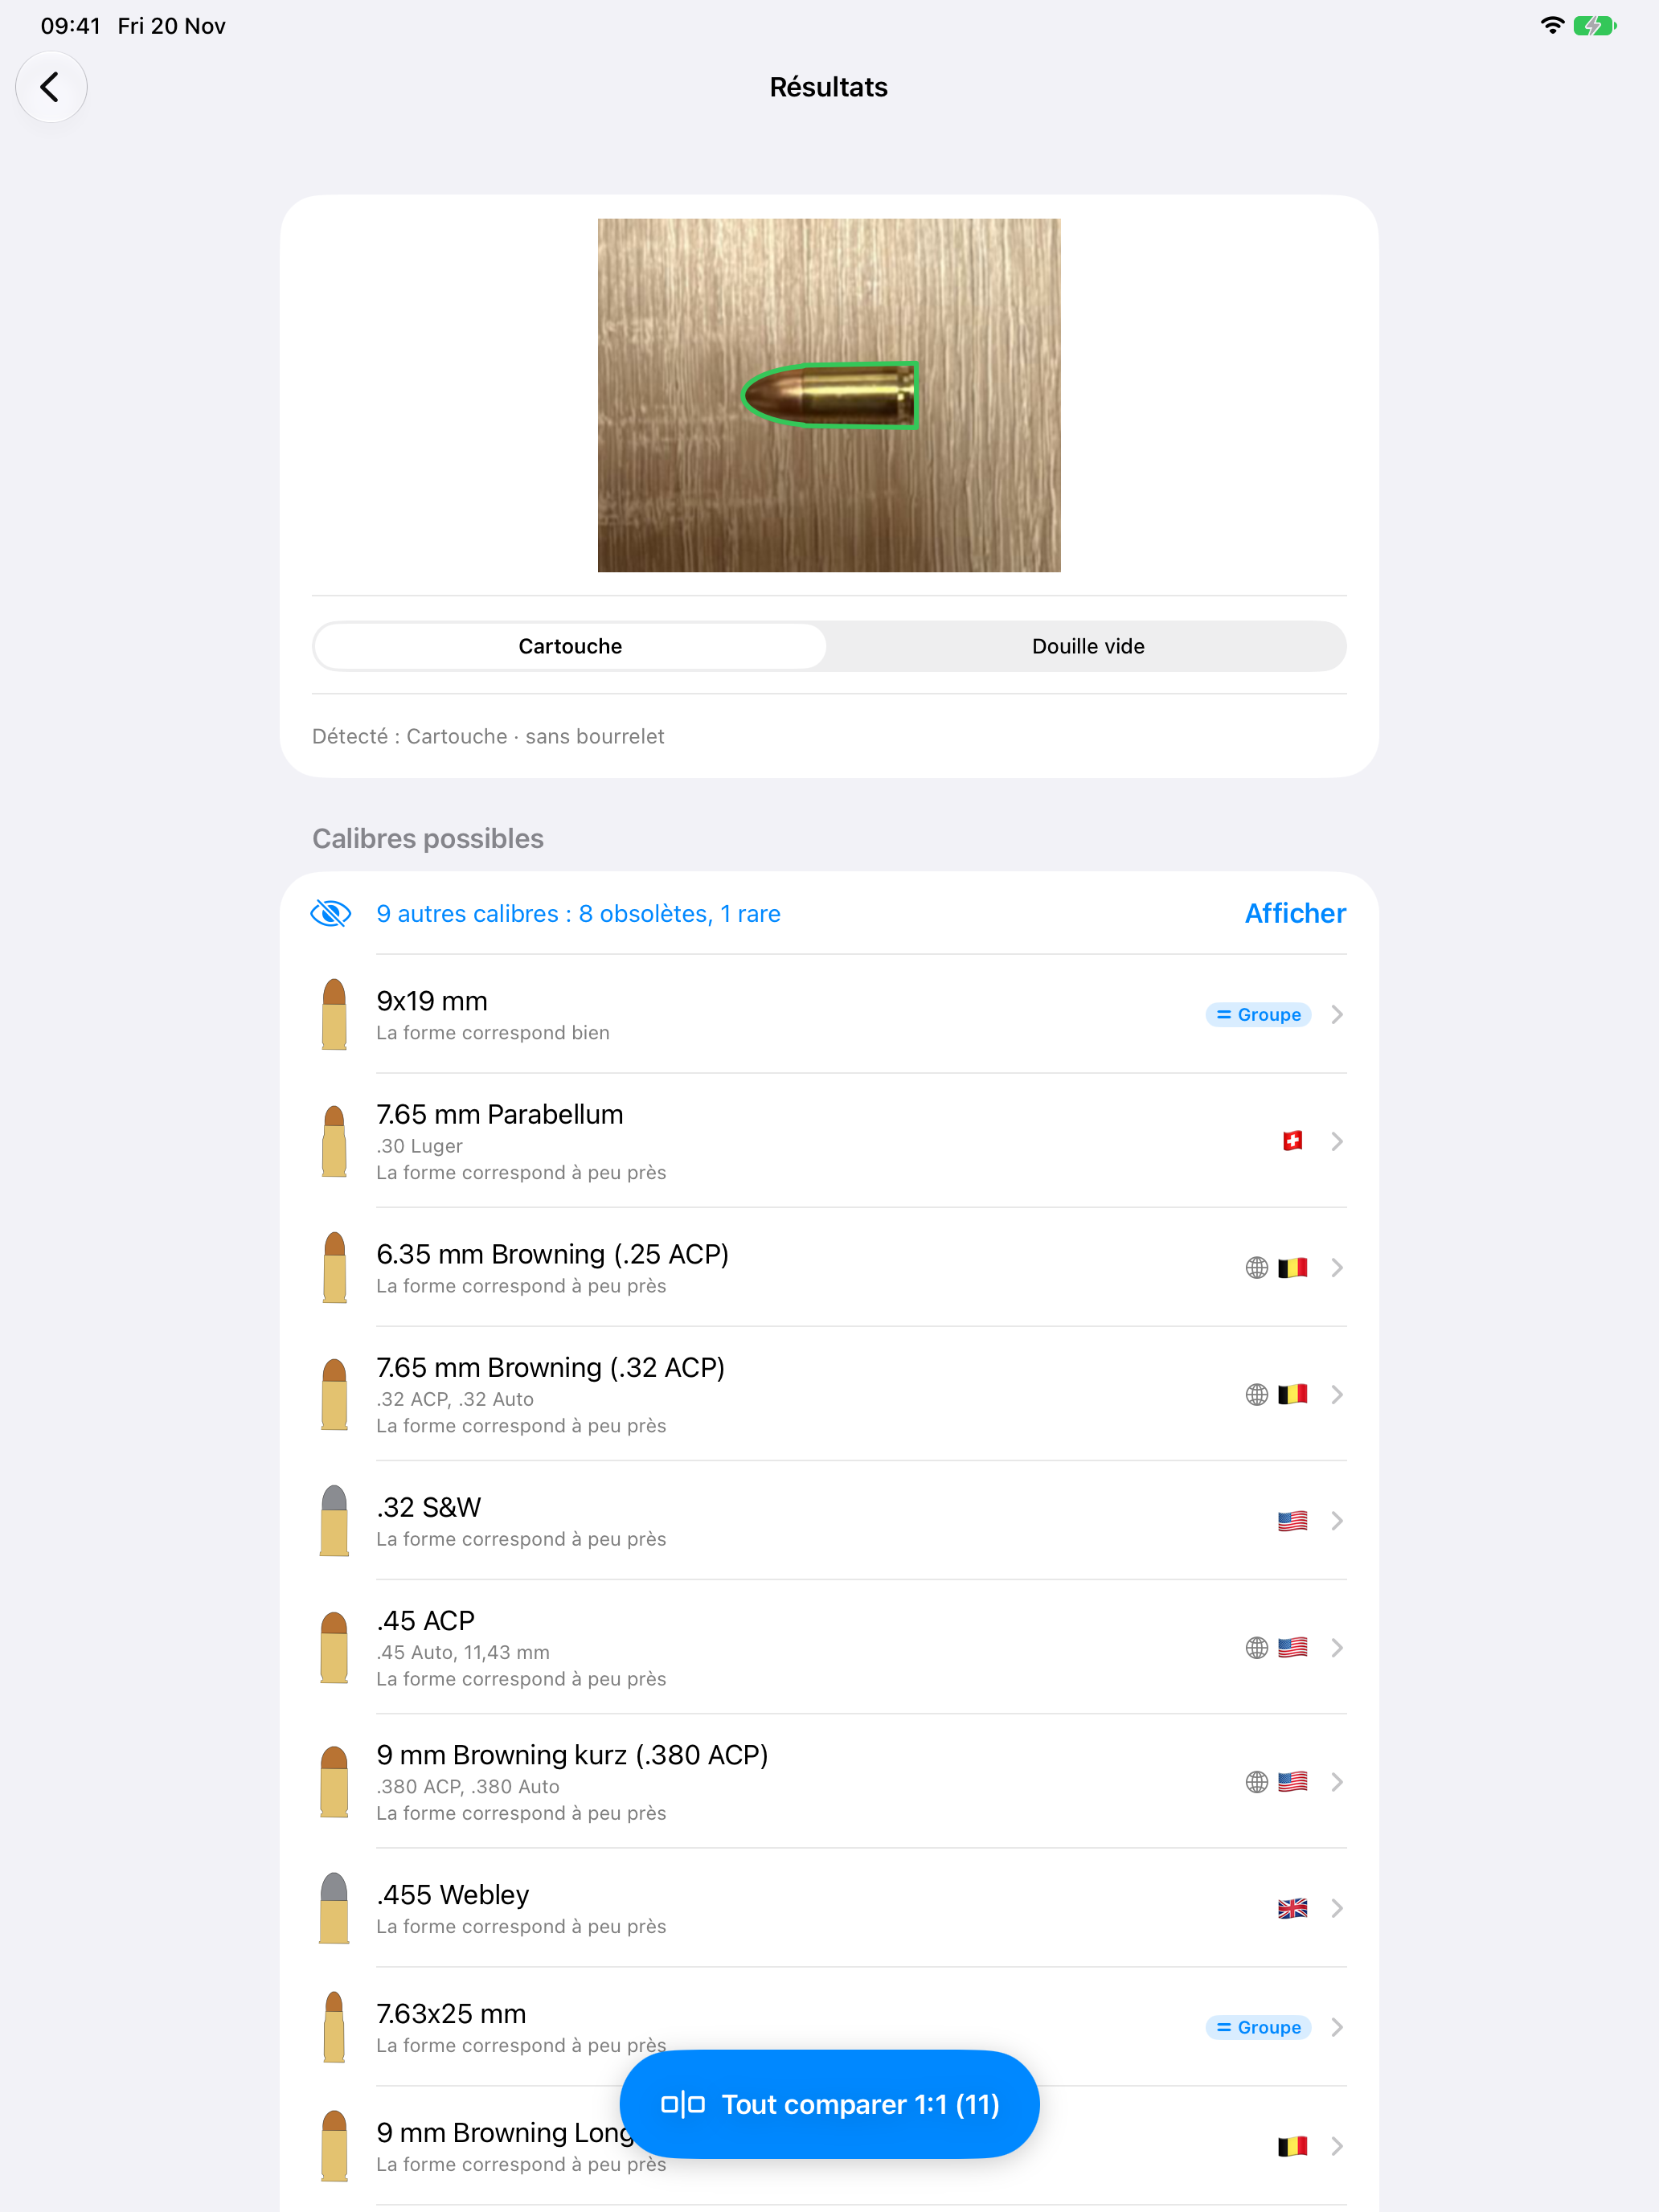 09:41 Fri 20 Nov
Résultats
Cartouche
Douille vide
Détecté : Cartouche · sans bourrelet
Calibres possibles
9 autres calibres : 8 obsolètes, 1 rare
Afficher
9x19 mm
La forme correspond bien
= Groupe
7.65 mm Parabellum
.30 Luger
La forme correspond à peu près
6.35 mm Browning (.25 ACP)
La forme correspond à peu près
7.65 mm Browning (.32 ACP)
.32 ACP, .32 Auto
La forme correspond à peu près
.32 S&W
La forme correspond à peu près
.45 ACP
.45 Auto, 11,43 mm
La forme correspond à peu près
9 mm Browning kurz (.380 ACP)
.380 ACP, .380 Auto
La forme correspond à peu près
.455 Webley
La forme correspond à peu près
7.63x25 mm
La forme correspond à peu près
= Groupe
Tout comparer 1:1 (11)
9 mm Browning Long
La forme correspond à peu près